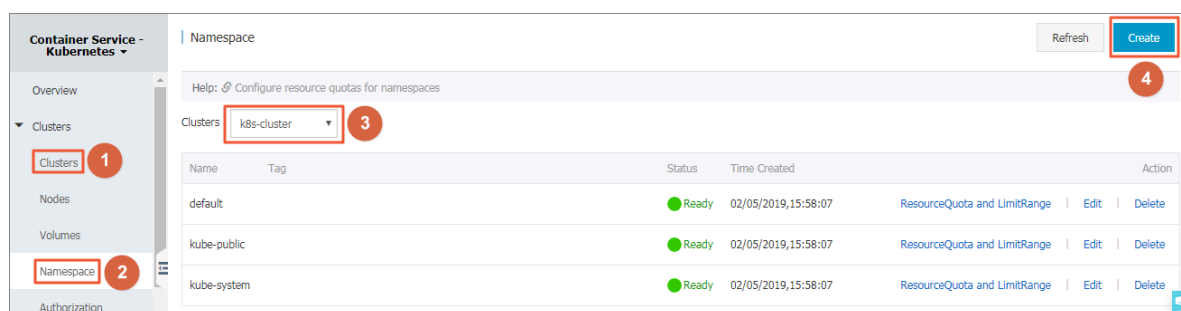 Container Service -
Kubernetes
Namespace
Refresh
Create
4
Overview
Help: Configure resource quotas for namespaces
Clusters
Clusters k8s-cluster 3
Clusters 1
Name Tag Status Time Created Action
Nodes
default Ready 02/05/2019,15:58:07 ResourceQuota and LimitRange | Edit | Delete
Volumes
kube-public Ready 02/05/2019,15:58:07 ResourceQuota and LimitRange | Edit | Delete
Namespace 2
kube-system Ready 02/05/2019,15:58:07 ResourceQuota and LimitRange | Edit | Delete
Authorization